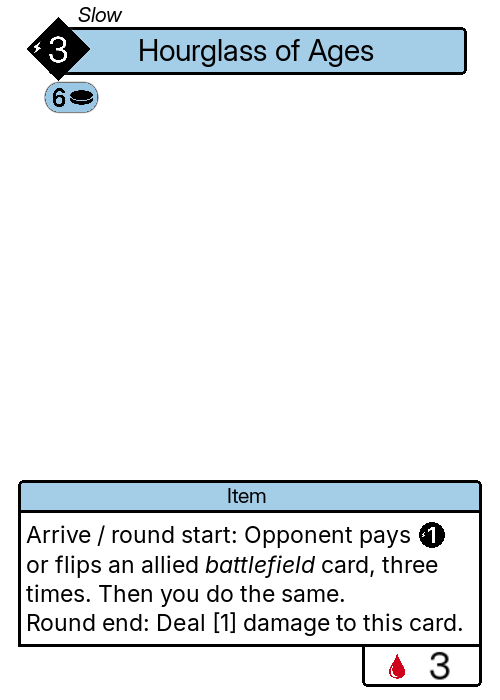 Slow
3 Hourglass of Ages
6
Item
Arrive / round start: Opponent pays 1
or flips an allied battlefield card, three
times. Then you do the same.
Round end: Deal [1] damage to this card.
3